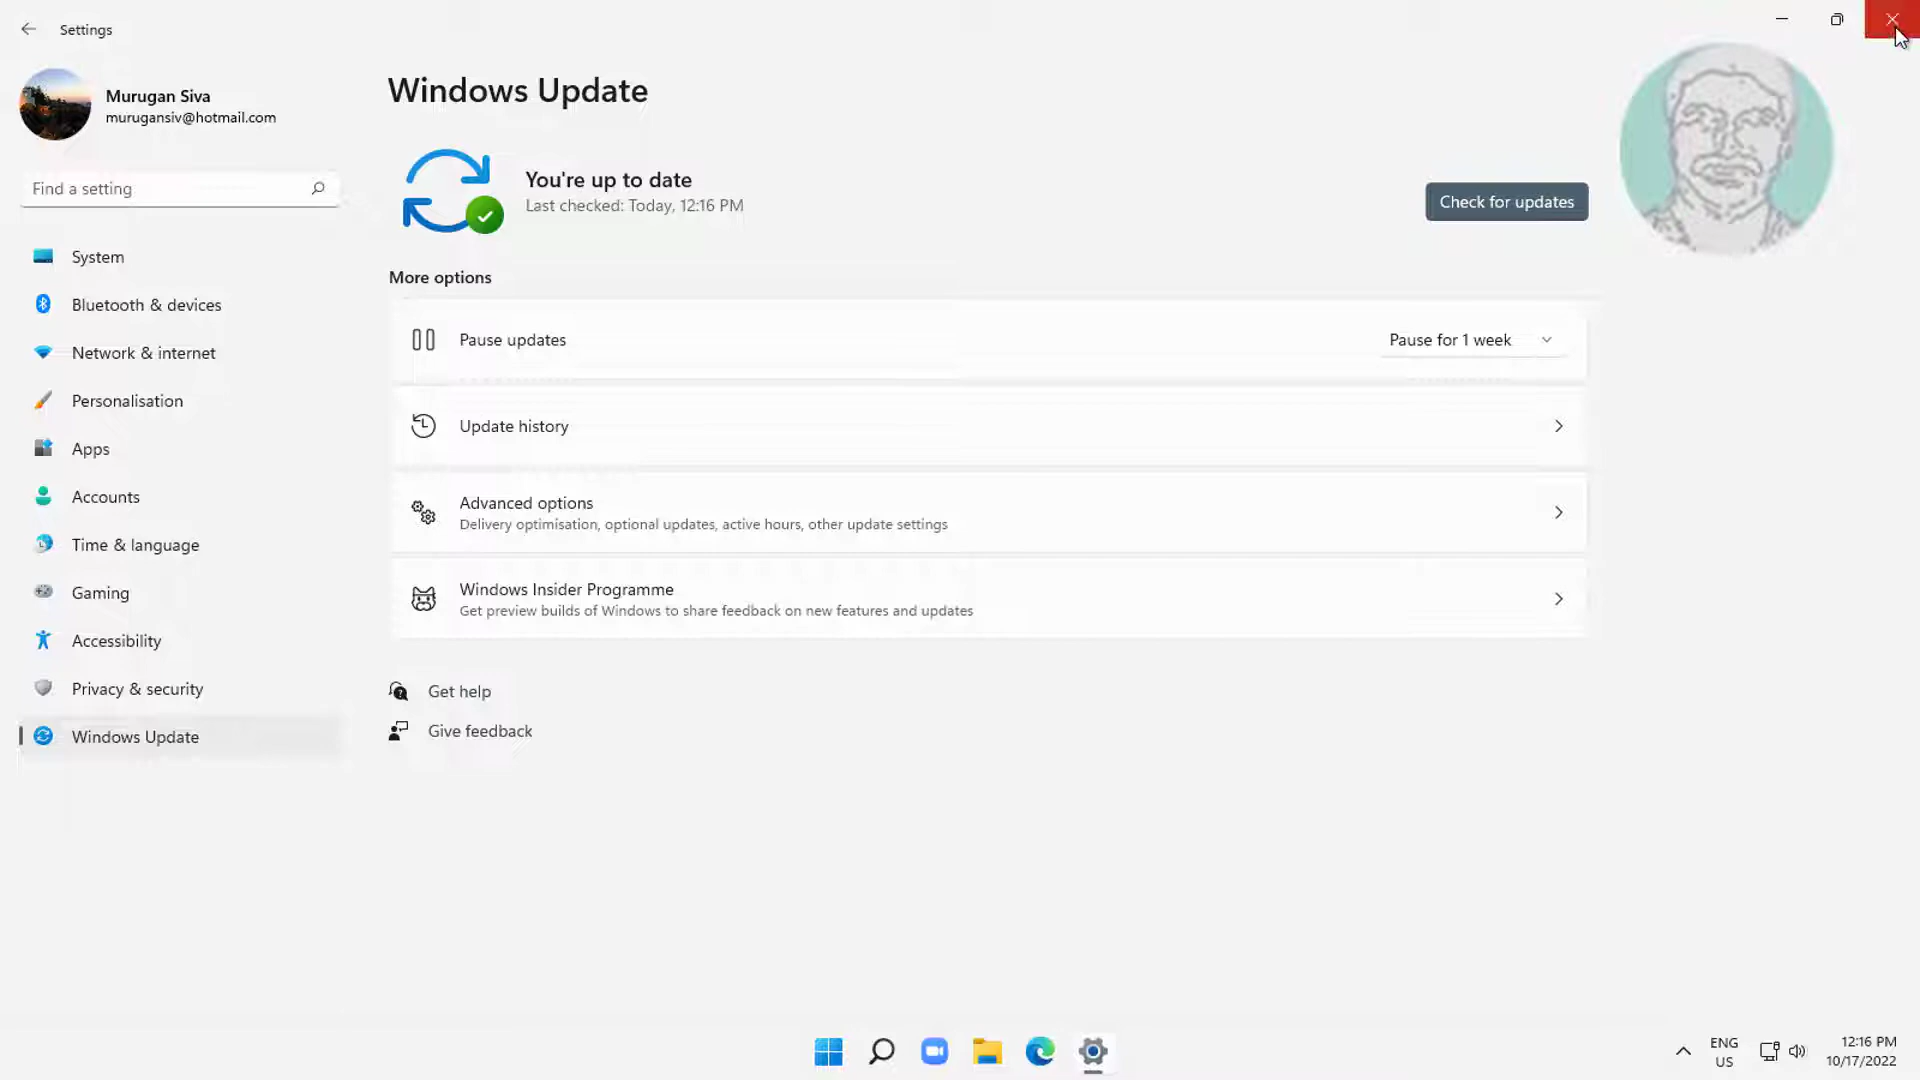 Settings
Murugan Siva
murugansiv@hotmail.com
Find a setting
System
Bluetooth & devices
Network & internet
Personalisation
Apps
Accounts
Time & language
Gaming
Accessibility
Privacy & security
Windows Update
Windows Update
You're up to date
Last checked: Today, 12:16 PM
Check for updates
More options
Pause updates
Pause for 1 week
Update history
Advanced options
Delivery optimisation, optional updates, active hours, other update settings
Windows Insider Programme
Get preview builds of Windows to share feedback on new features and updates
Get help
Give feedback
ENG
US
12:16 PM
10/17/2022